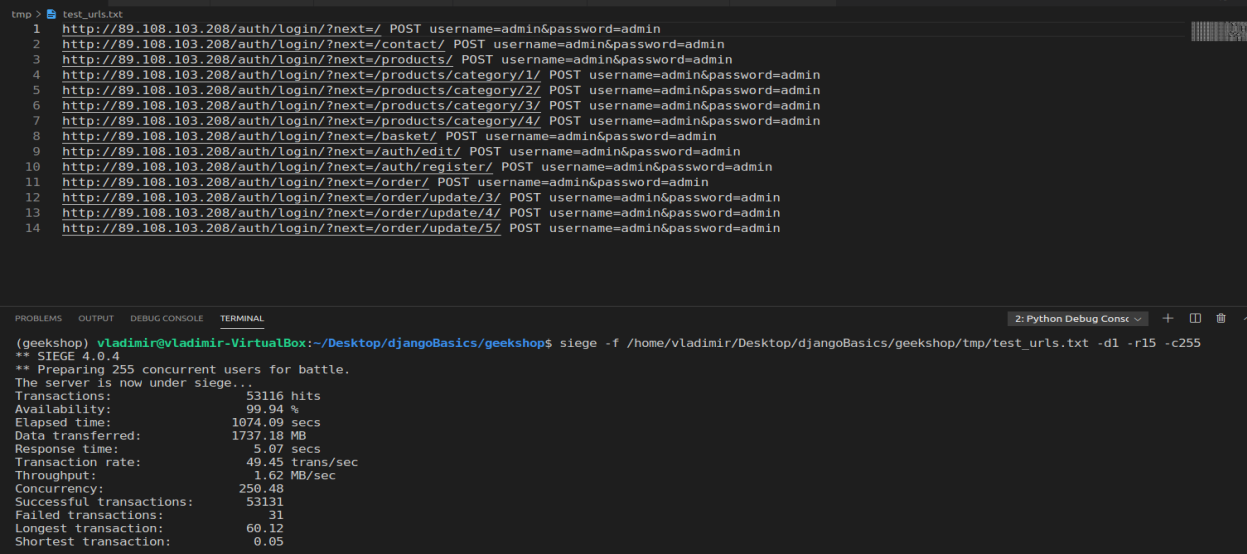 tmp > test_urls.txt
1 http://89.108.103.208/auth/login/?next=/ POST username=admin&password=admin
2 http://89.108.103.208/auth/login/?next=/contact/ POST username=admin&password=admin
3 http://89.108.103.208/auth/login/?next=/products/ POST username=admin&password=admin
4 http://89.108.103.208/auth/login/?next=/products/category/1/ POST username=admin&password=admin
5 http://89.108.103.208/auth/login/?next=/products/category/2/ POST username=admin&password=admin
6 http://89.108.103.208/auth/login/?next=/products/category/3/ POST username=admin&password=admin
7 http://89.108.103.208/auth/login/?next=/products/category/4/ POST username=admin&password=admin
8 http://89.108.103.208/auth/login/?next=/basket/ POST username=admin&password=admin
9 http://89.108.103.208/auth/login/?next=/auth/edit/ POST username=admin&password=admin
10 http://89.108.103.208/auth/login/?next=/auth/register/ POST username=admin&password=admin
11 http://89.108.103.208/auth/login/?next=/order/ POST username=admin&password=admin
12 http://89.108.103.208/auth/login/?next=/order/update/3/ POST username=admin&password=admin
13 http://89.108.103.208/auth/login/?next=/order/update/4/ POST username=admin&password=admin
14 http://89.108.103.208/auth/login/?next=/order/update/5/ POST username=admin&password=admin
PROBLEMS OUTPUT DEBUG CONSOLE TERMINAL 2: Python Debug Consc
(geekshop) vladimir@vladimir-VirtualBox:~/Desktop/djangoBasics/geekshop$ siege -f /home/vladimir/Desktop/djangoBasics/geekshop/tmp/test_urls.txt -d1 -r15 -c255
** SIEGE 4.0.4
** Preparing 255 concurrent users for battle.
The server is now under siege...
Transactions: 53116 hits
Availability: 99.94 %
Elapsed time: 1074.09 secs
Data transferred: 1737.18 MB
Response time: 5.07 secs
Transaction rate: 49.45 trans/sec
Throughput: 1.62 MB/sec
Concurrency: 250.48
Successful transactions: 53131
Failed transactions: 31
Longest transaction: 60.12
Shortest transaction: 0.05